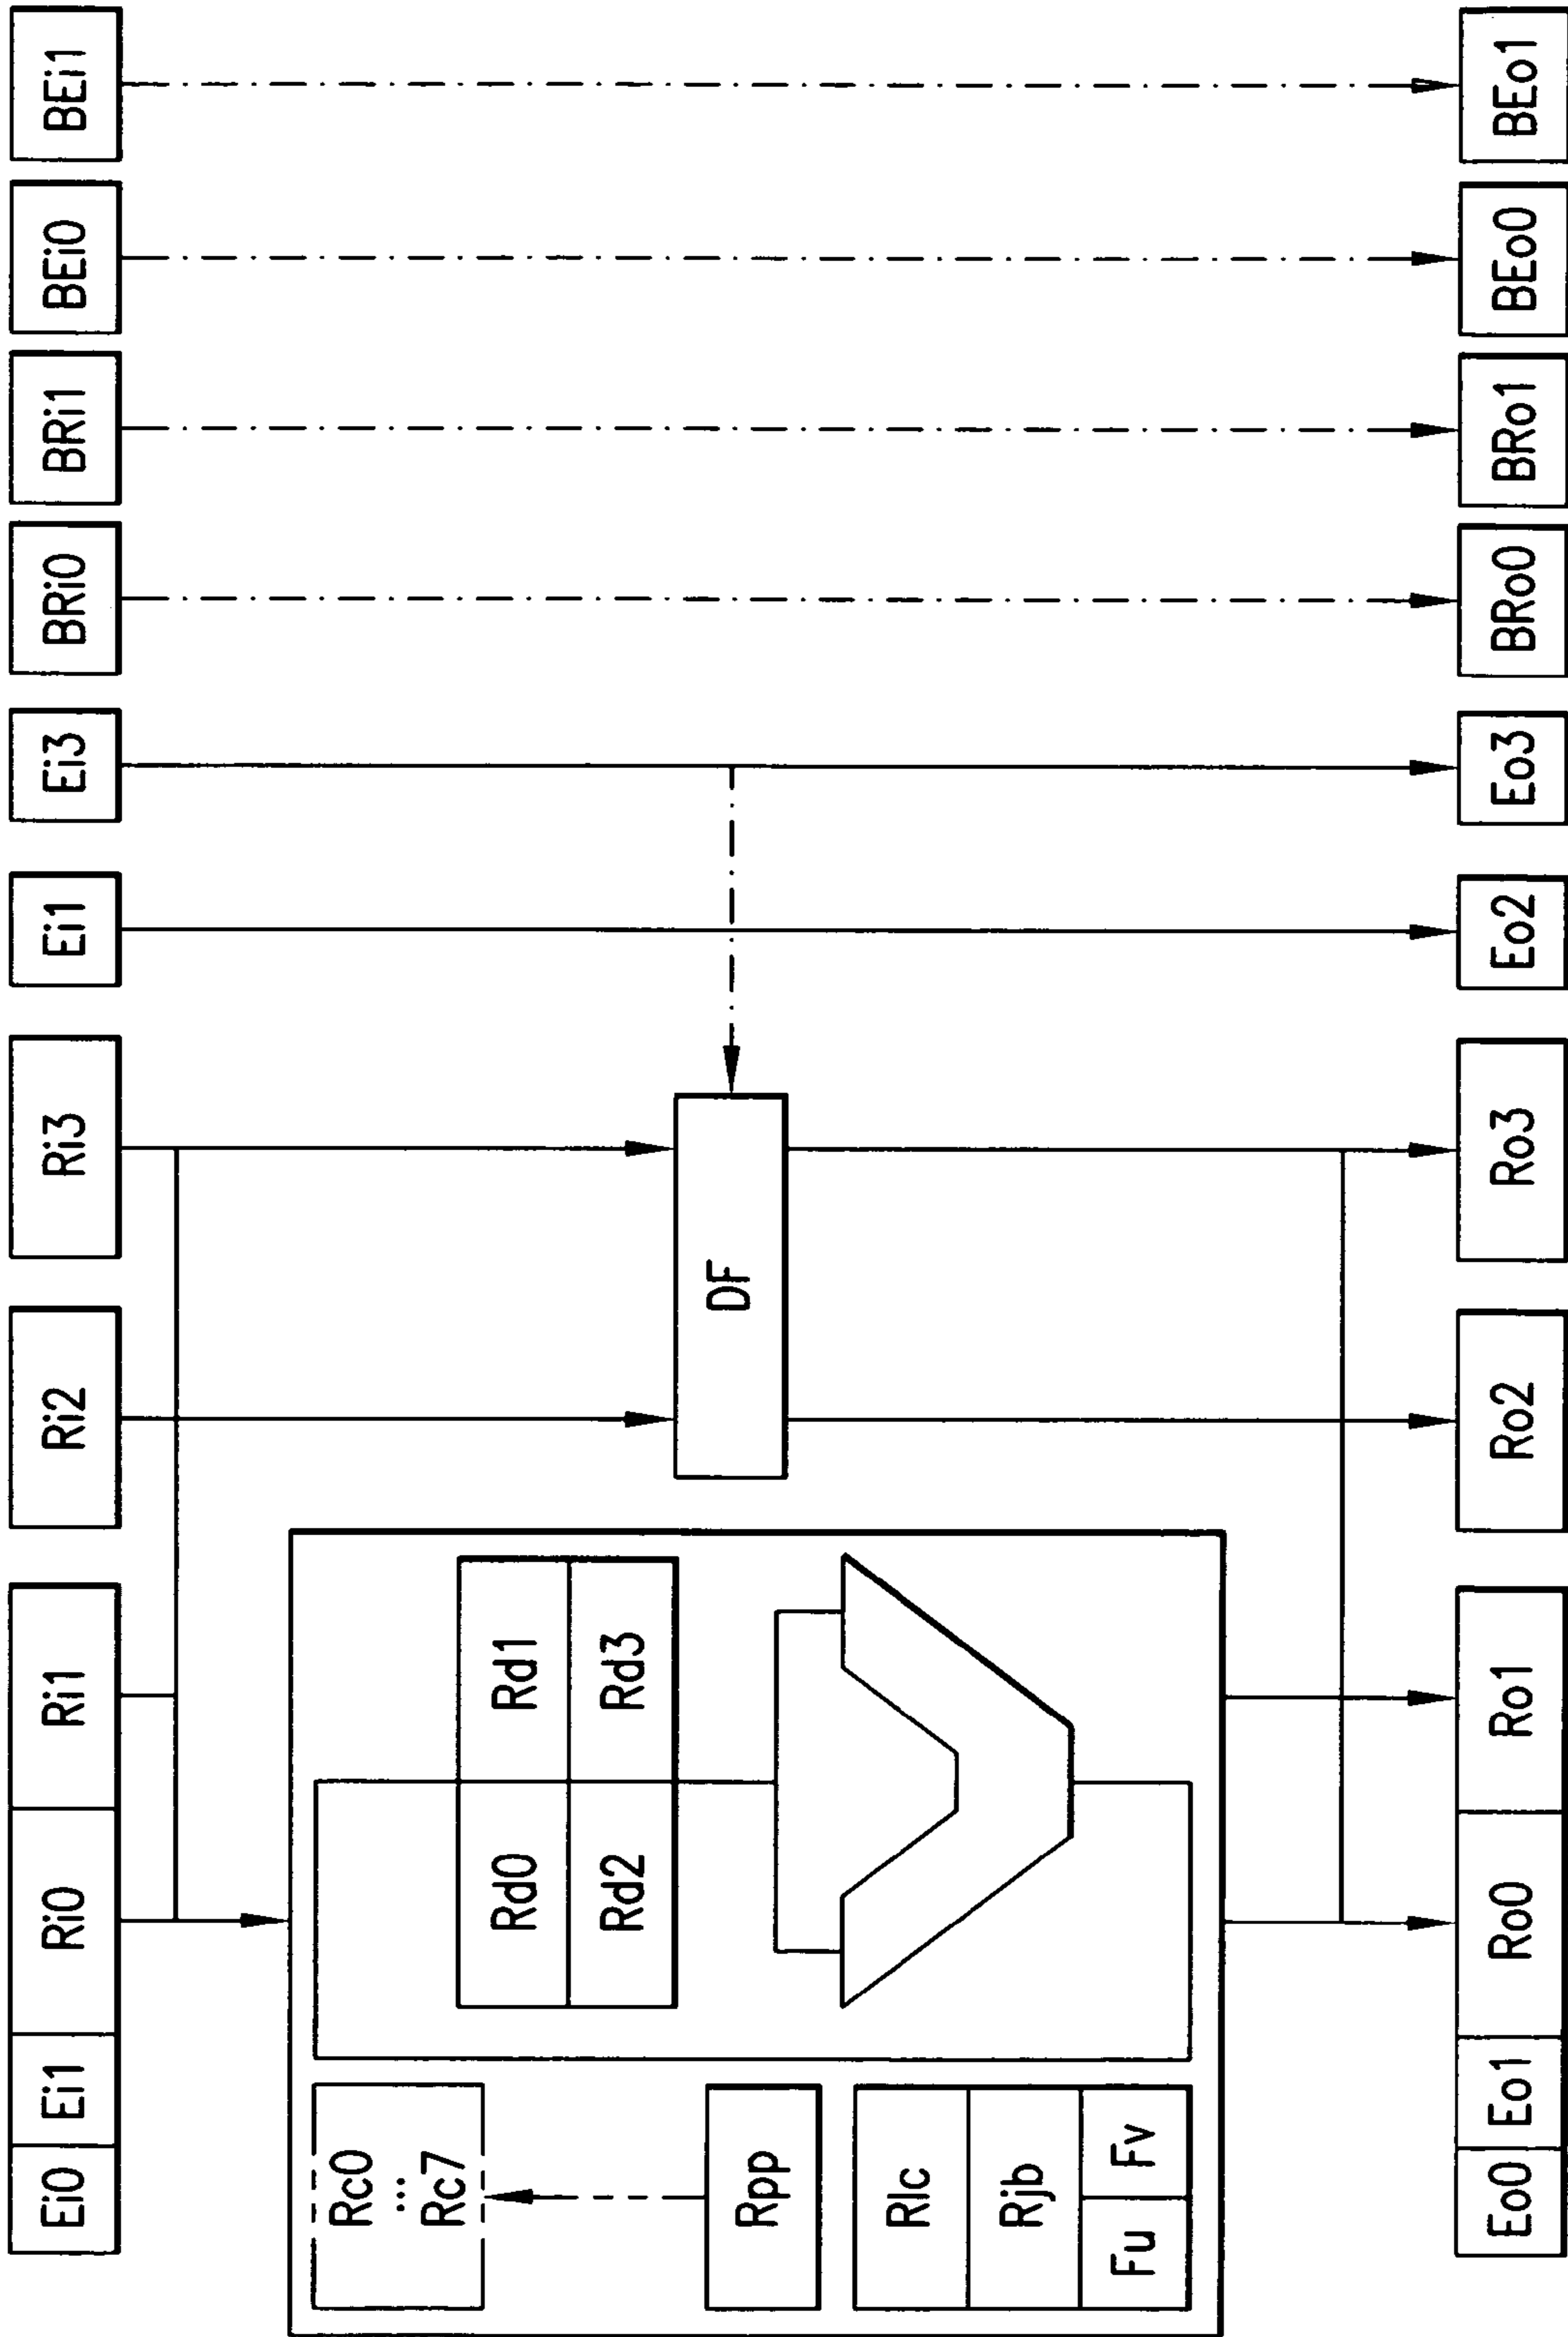 Ei0 Ei1 Ri0 Ri1 Ri2 Ri3 Ei1 Ei3 BRi0 BRi1 BEi0 BEi1
Rc0
...
Rc7
Rd0 Rd1
Rd2 Rd3
DF
Rpp
Rlc
Rjb
Fu Fv
Eo0 Eo1 Ro0 Ro1 Ro2 Ro3 Eo2 Eo3 BRo0 BRo1 BEo0 BEo1